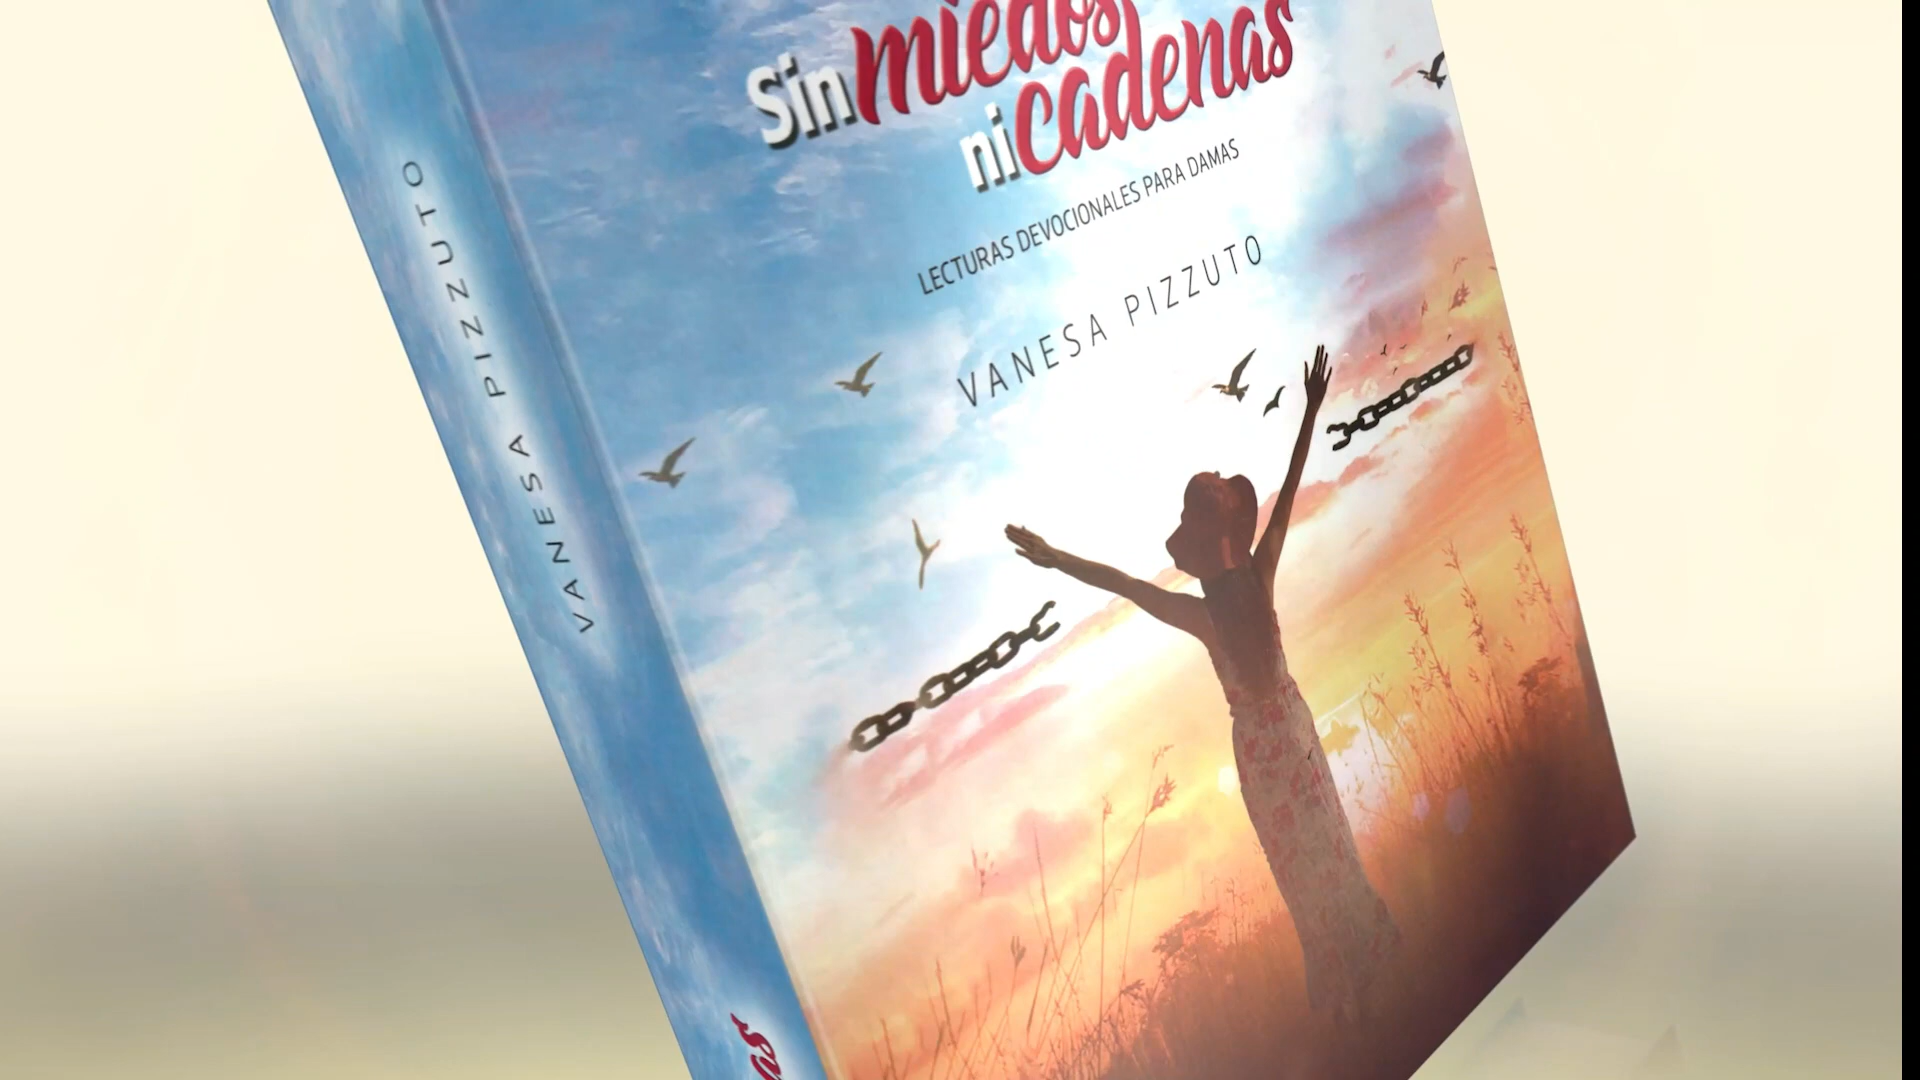 Sin miedos
ni cadenas
LECTURAS DEVOCIONALES PARA DAMAS
VANESA PIZZUTO
VANESA PIZZUTO